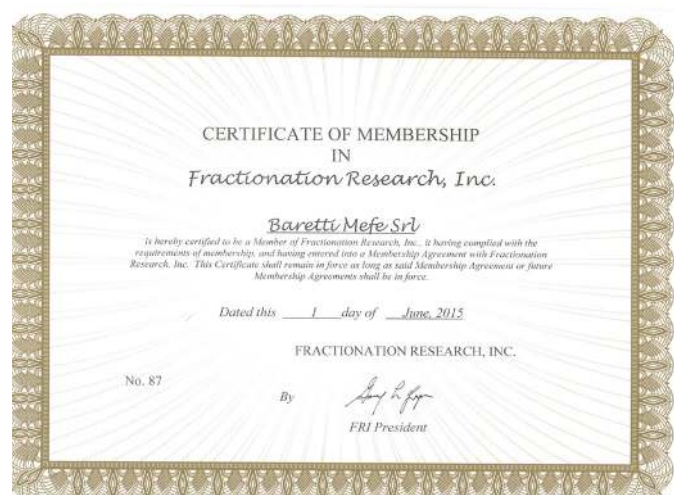 CERTIFICATE OF MEMBERSHIP
IN
Fractionation Research, Inc.
Baretti Mefe Srl
is hereby certified to be a Member of Fractionation Research, Inc., it having complied with the
requirements of membership, and having entered into a Membership Agreement with Fractionation
Research, Inc. This Certificate shall remain in force as long as said Membership Agreement or future
Membership Agreements shall be in force.
Dated this 1 day of June, 2015
FRACTIONATION RESEARCH, INC.
No. 87
By
FRI President